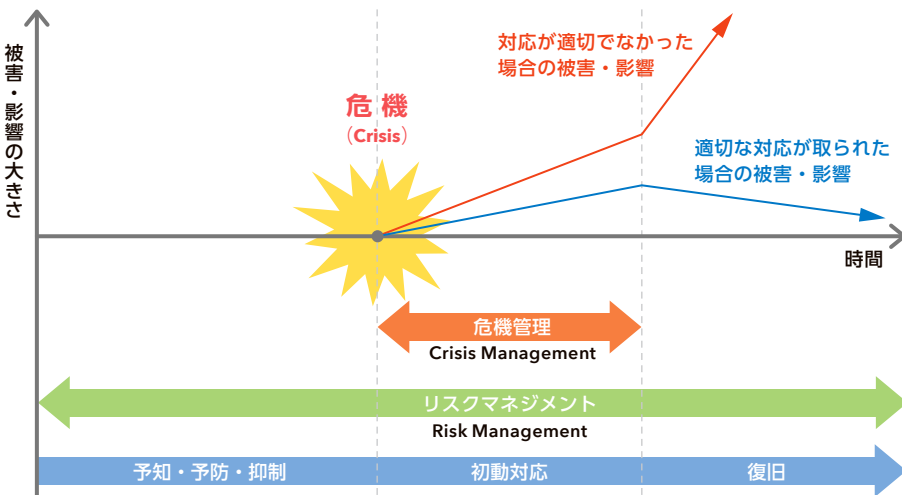 被害・影響の大きさ
対応が適切でなかった
場合の被害・影響
危機
(Crisis)
適切な対応が取られた
場合の被害・影響
時間
危機管理
Crisis Management
リスクマネジメント
Risk Management
予知・予防・抑制
初動対応
復旧